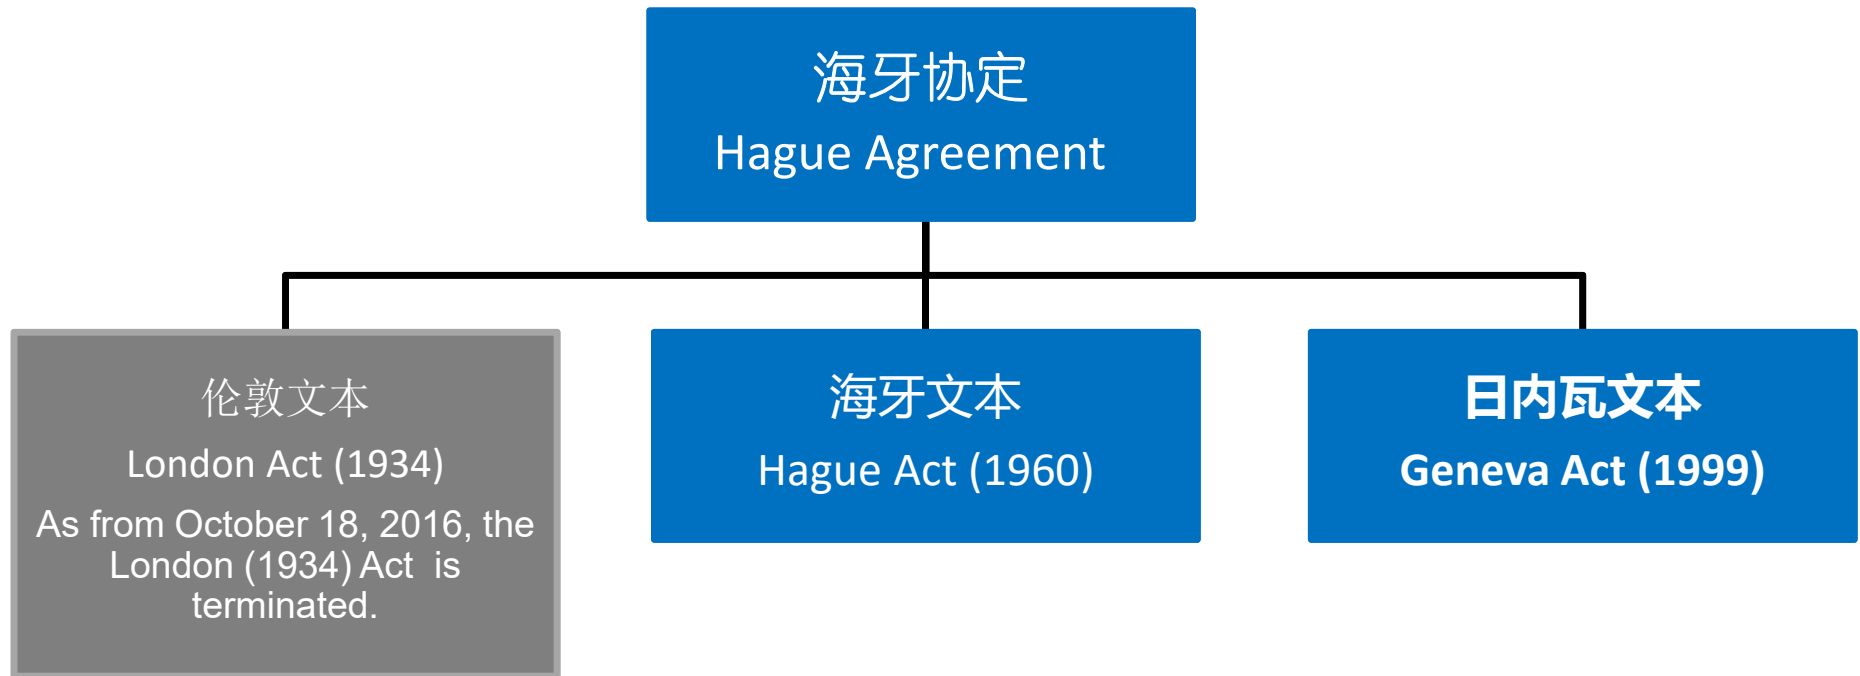 海牙协定
Hague Agreement
伦敦文本
London Act (1934)
As from October 18, 2016, the
London (1934) Act is
terminated.
海牙文本
Hague Act (1960)
日内瓦文本
Geneva Act (1999)